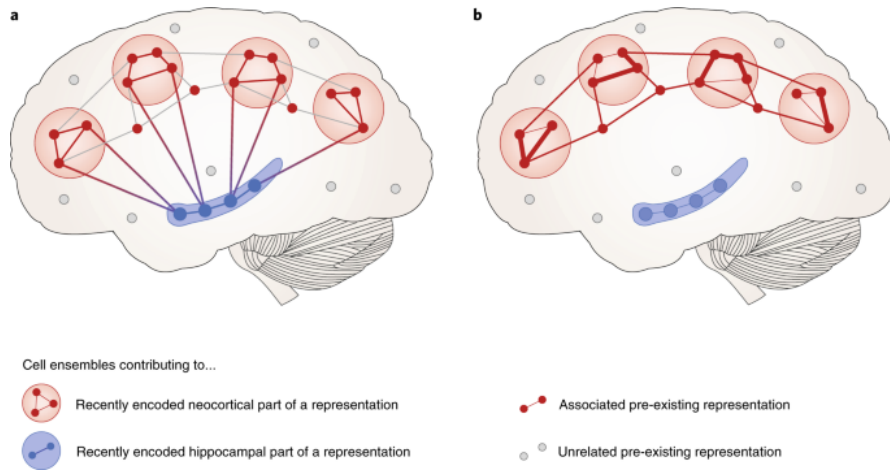 a
b
Cell ensembles contributing to...
Recently encoded neocortical part of a representation
Associated pre-existing representation
Recently encoded hippocampal part of a representation
Unrelated pre-existing representation